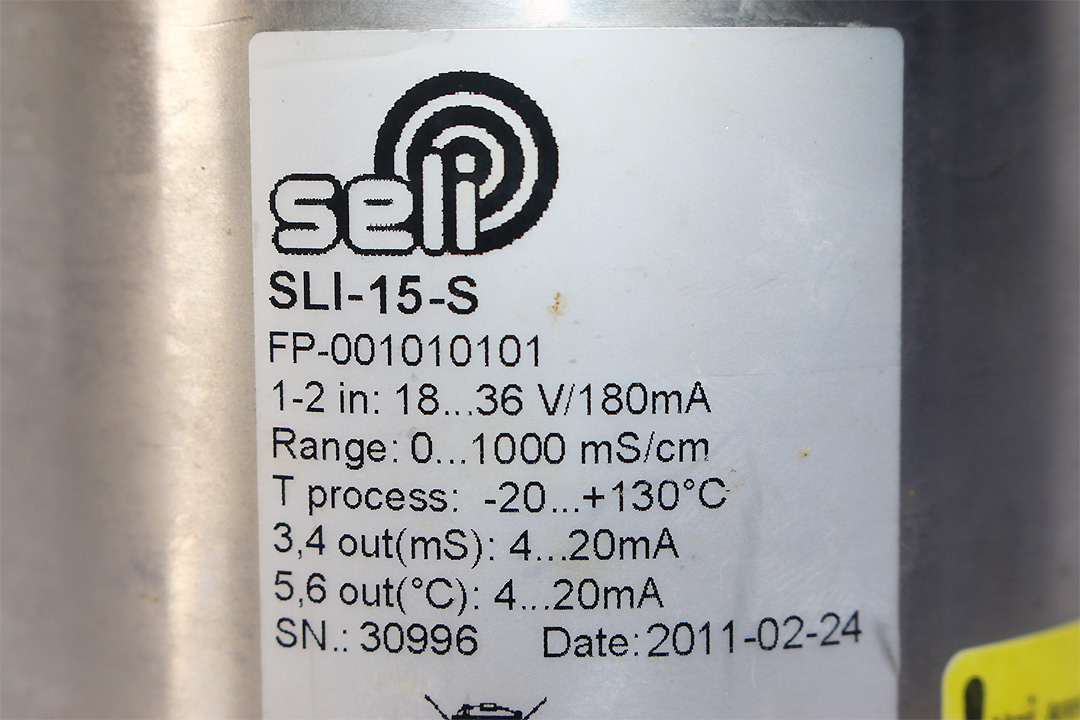 seli
SLI-15-S
FP-001010101
1-2 in: 18...36 V/180mA
Range: 0...1000 mS/cm
T process: -20...+130°C
3,4 out(mS): 4...20mA
5,6 out(°C): 4...20mA
SN.: 30996 Date: 2011-02-24